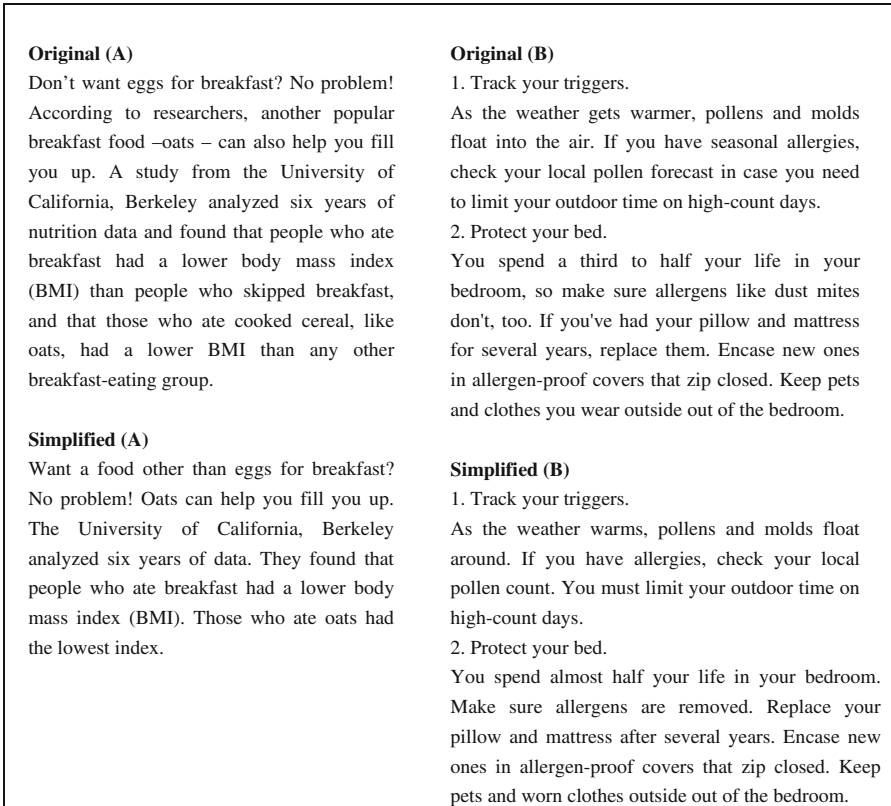 Original (A)
Don’t want eggs for breakfast? No problem!
According to researchers, another popular
breakfast food –oats – can also help you fill
you up. A study from the University of
California, Berkeley analyzed six years of
nutrition data and found that people who ate
breakfast had a lower body mass index
(BMI) than people who skipped breakfast,
and that those who ate cooked cereal, like
oats, had a lower BMI than any other
breakfast-eating group.
Simplified (A)
Want a food other than eggs for breakfast?
No problem! Oats can help you fill you up.
The University of California, Berkeley
analyzed six years of data. They found that
people who ate breakfast had a lower body
mass index (BMI). Those who ate oats had
the lowest index.
Original (B)
1. Track your triggers.
As the weather gets warmer, pollens and molds
float into the air. If you have seasonal allergies,
check your local pollen forecast in case you need
to limit your outdoor time on high-count days.
2. Protect your bed.
You spend a third to half your life in your
bedroom, so make sure allergens like dust mites
don't, too. If you've had your pillow and mattress
for several years, replace them. Encase new ones
in allergen-proof covers that zip closed. Keep pets
and clothes you wear outside out of the bedroom.
Simplified (B)
1. Track your triggers.
As the weather warms, pollens and molds float
around. If you have allergies, check your local
pollen count. You must limit your outdoor time on
high-count days.
2. Protect your bed.
You spend almost half your life in your bedroom.
Make sure allergens are removed. Replace your
pillow and mattress after several years. Encase new
ones in allergen-proof covers that zip closed. Keep
pets and worn clothes outside out of the bedroom.